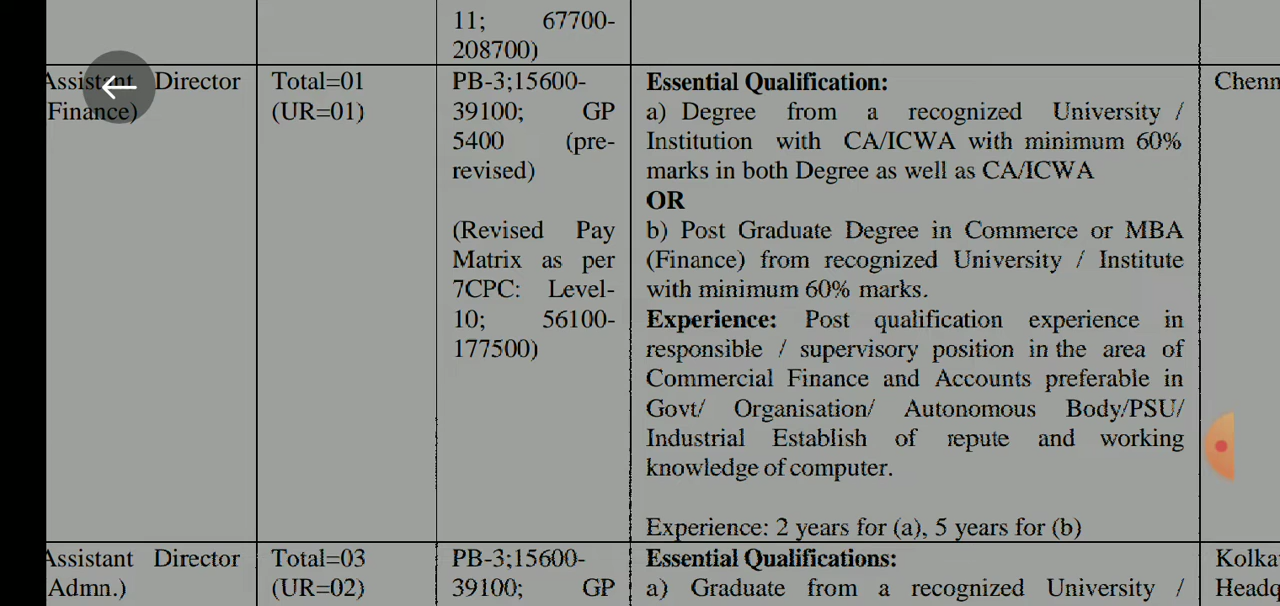 11; 67700-
208700)
Assistant Director
Finance)
Total=01
(UR=01)
PB-3;15600-
39100; GP
5400 (pre-
revised)
(Revised Pay
Matrix as per
7CPC: Level-
10; 56100-
177500)
Essential Qualification:
a) Degree from a recognized University /
Institution with CA/ICWA with minimum 60%
marks in both Degree as well as CA/ICWA
OR
b) Post Graduate Degree in Commerce or MBA
(Finance) from recognized University / Institute
with minimum 60% marks.
Experience: Post qualification experience in
responsible / supervisory position in the area of
Commercial Finance and Accounts preferable in
Govt/ Organisation/ Autonomous Body/PSU/
Industrial Establish of repute and working
knowledge of computer.
Experience: 2 years for (a), 5 years for (b)
Chenn
Assistant Director
Admn.)
Total=03
(UR=02)
PB-3;15600-
39100; GP
Essential Qualifications:
a) Graduate from a recognized University /
Kolka
Headq